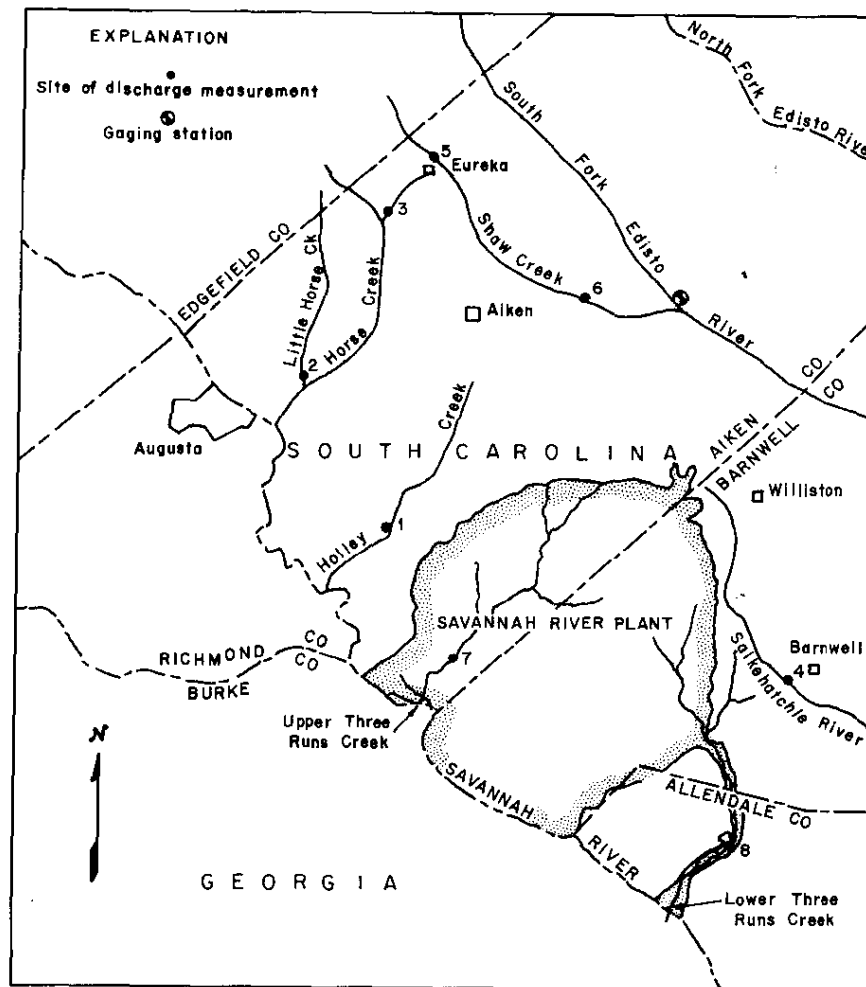 EXPLANATION
Site of discharge measurement
Gaging station
North Fork
Edisto River
South
Fork
Edisto
River
5
Eureka
3
EDGEFIELD CO
Little Horse Ck
Horse Creek
Shaw Creek
6
Aiken
2
Augusta
CO
CO
AIKEN
BARNWELL
Creek
SOUTH CAROLINA
Williston
1
Holley
SAVANNAH RIVER PLANT
RICHMOND CO
BURKE CO
7
Barnwell
4
Salkehatchie River
Upper Three
Runs Creek
SAVANNAH
RIVER
ALLENDALE CO
N
8
GEORGIA
Lower Three
Runs Creek